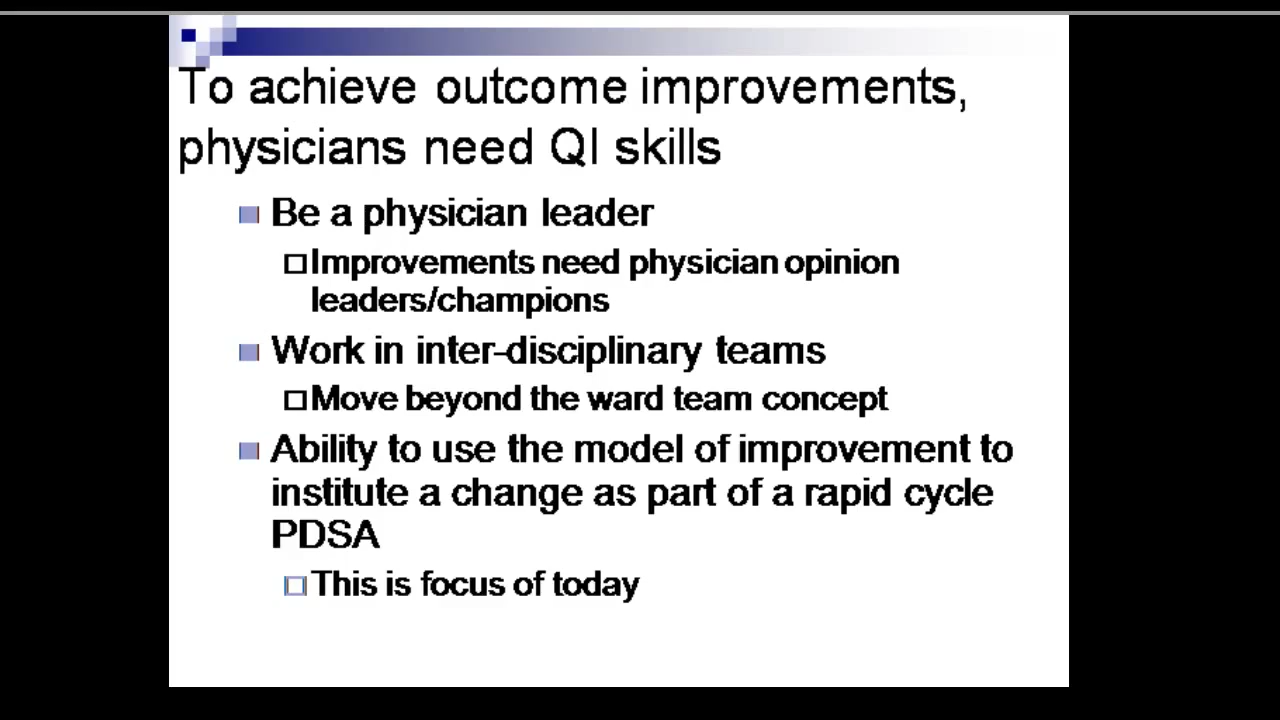 To achieve outcome improvements,
physicians need QI skills
Be a physician leader
Improvements need physician opinion
leaders/champions
Work in inter-disciplinary teams
Move beyond the ward team concept
Ability to use the model of improvement to
institute a change as part of a rapid cycle
PDSA
This is focus of today